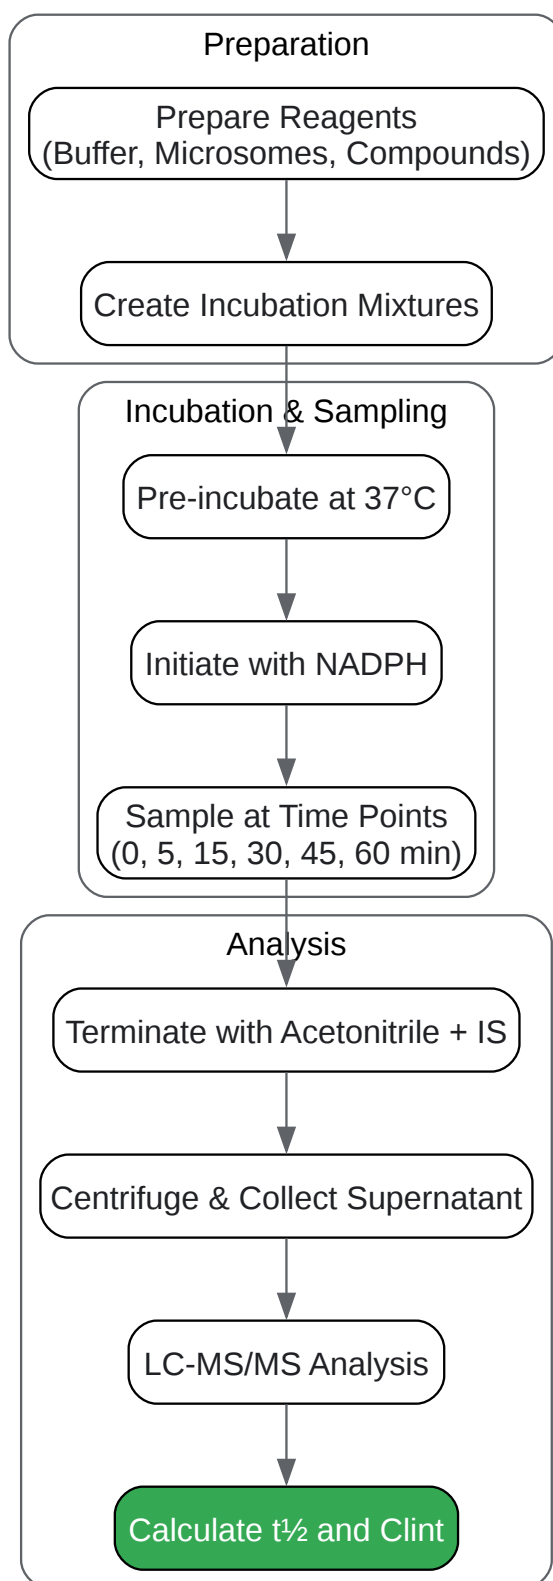 Preparation
Prepare Reagents
(Buffer, Microsomes, Compounds)
Create Incubation Mixtures
Incubation & Sampling
Pre-incubate at 37°C
Initiate with NADPH
Sample at Time Points
(0, 5, 15, 30, 45, 60 min)
Analysis
Terminate with Acetonitrile + IS
Centrifuge & Collect Supernatant
LC-MS/MS Analysis
Calculate t½ and Clint